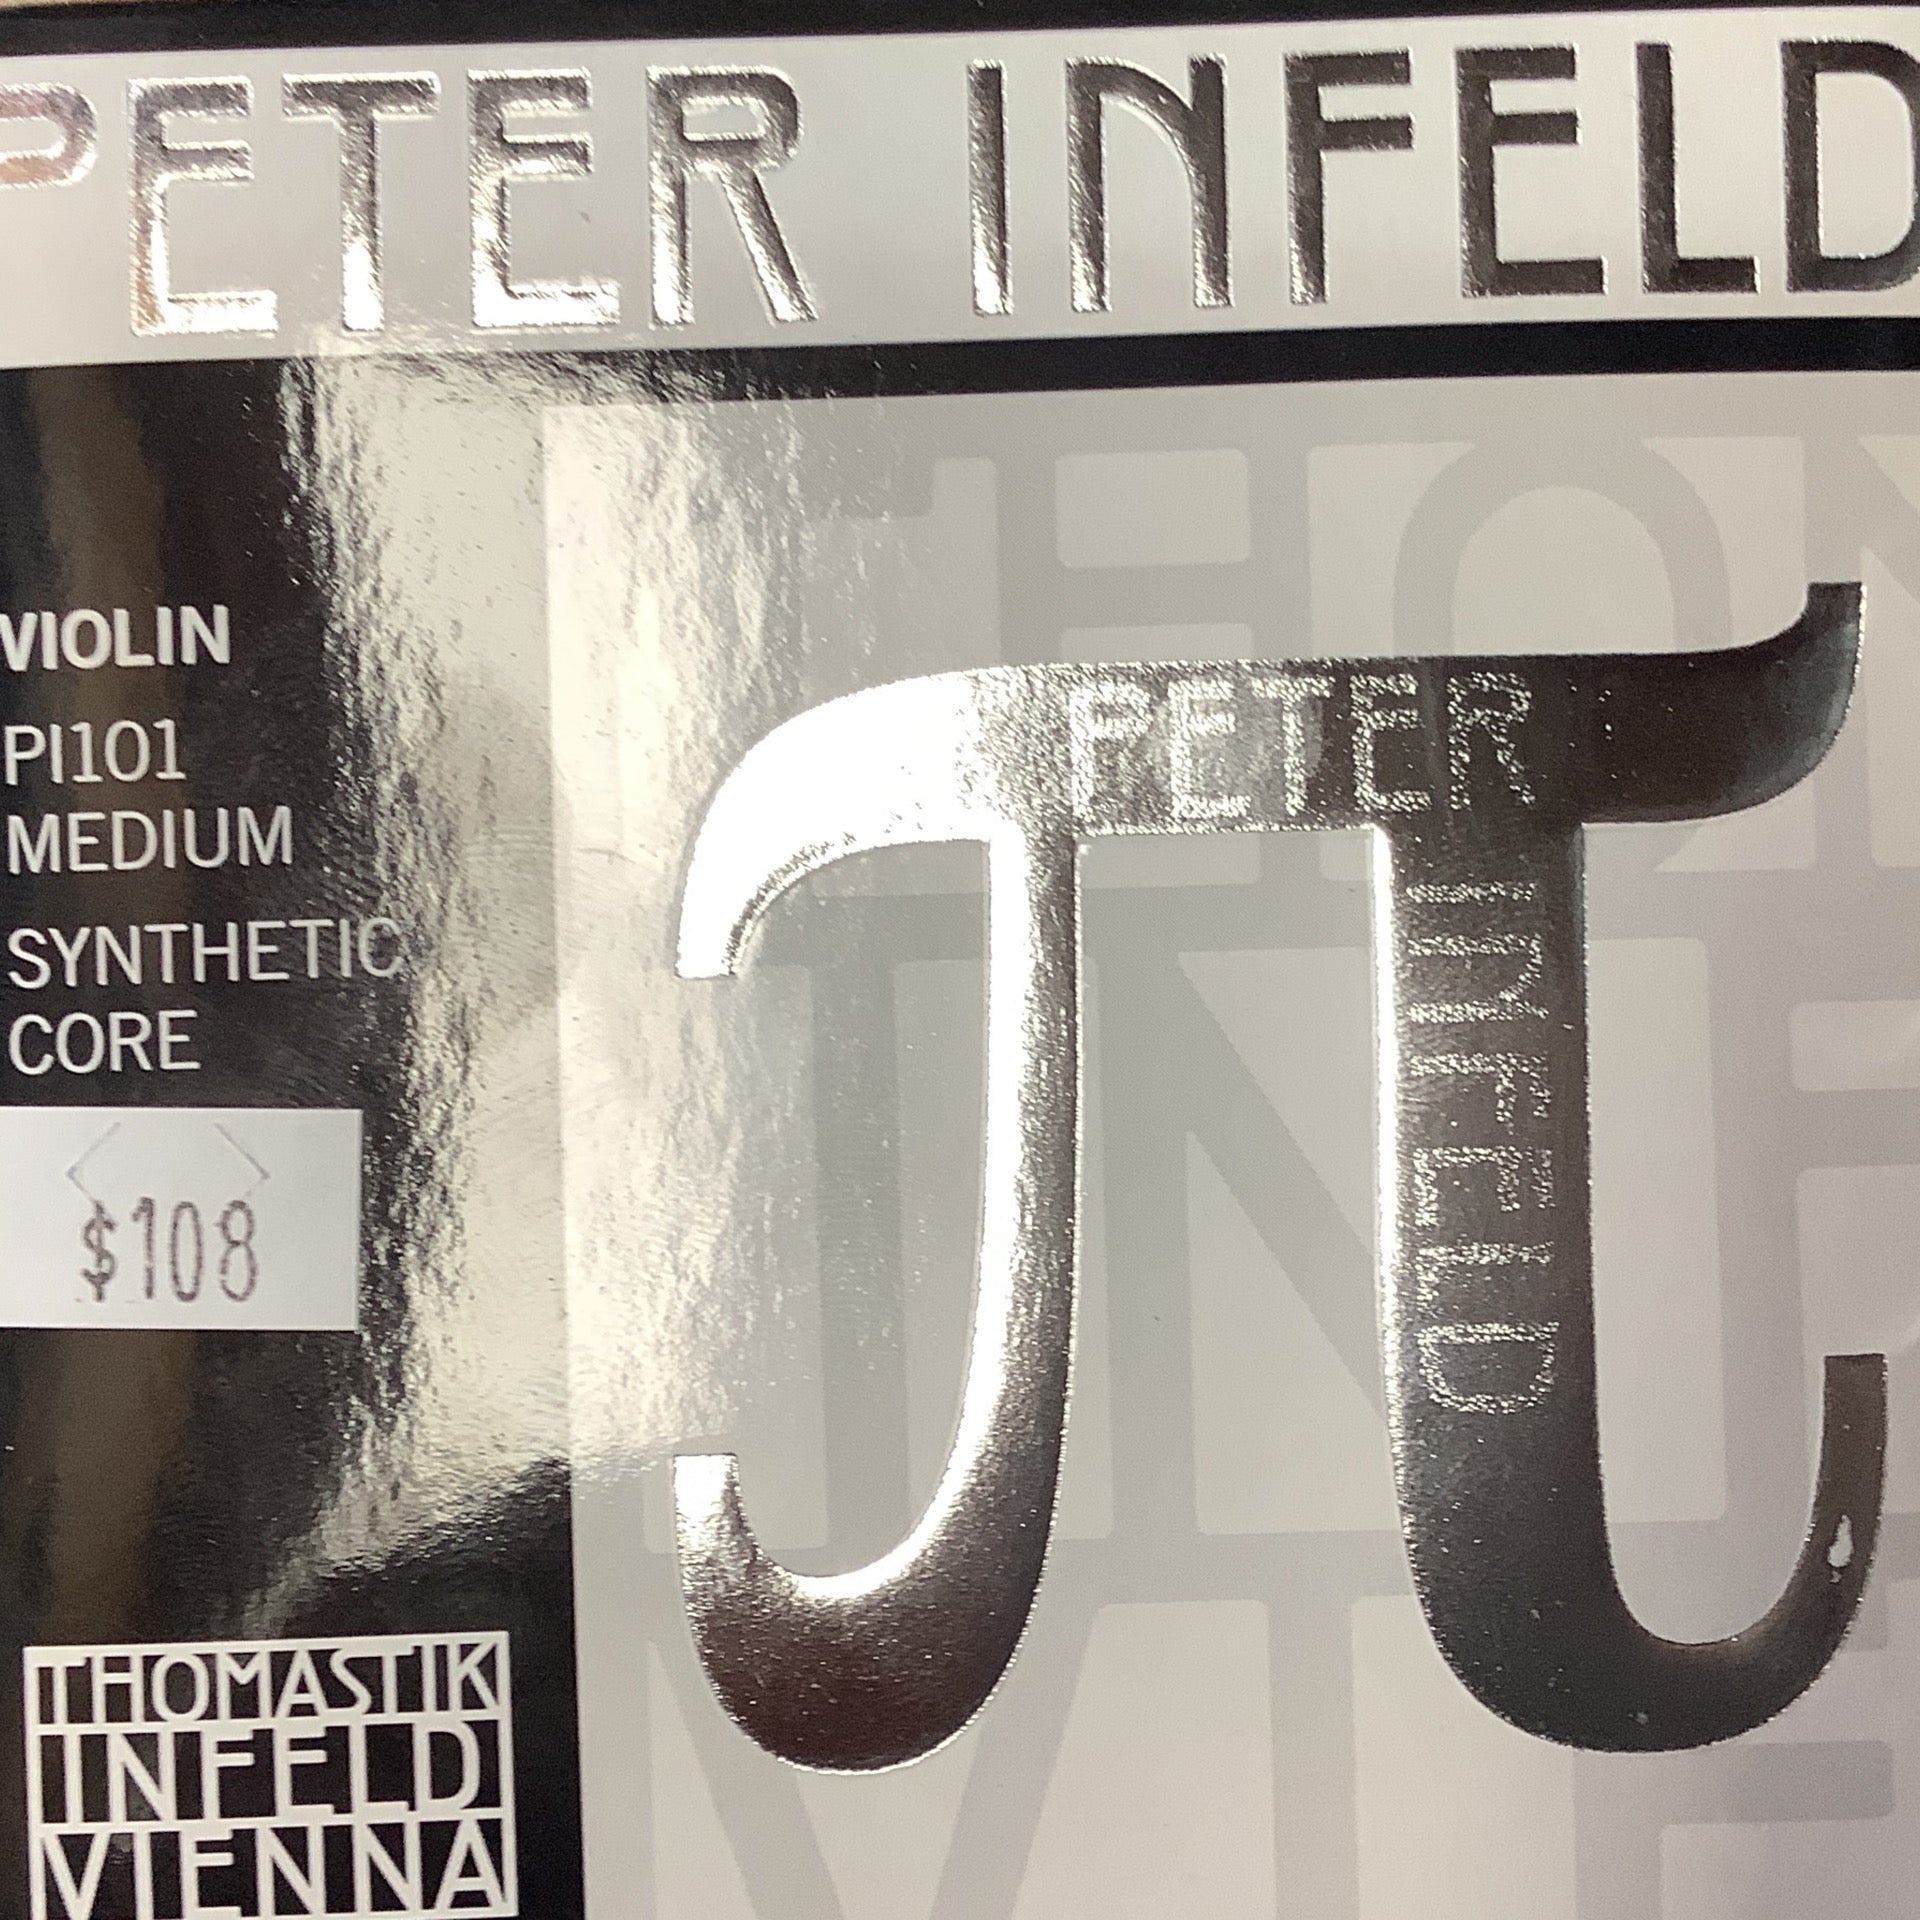 PETER INFELD
VIOLIN
PI101
MEDIUM
SYNTHETIC
CORE
$108
PETER
INFELD
THOMASTIK
INFELD
VIENNA